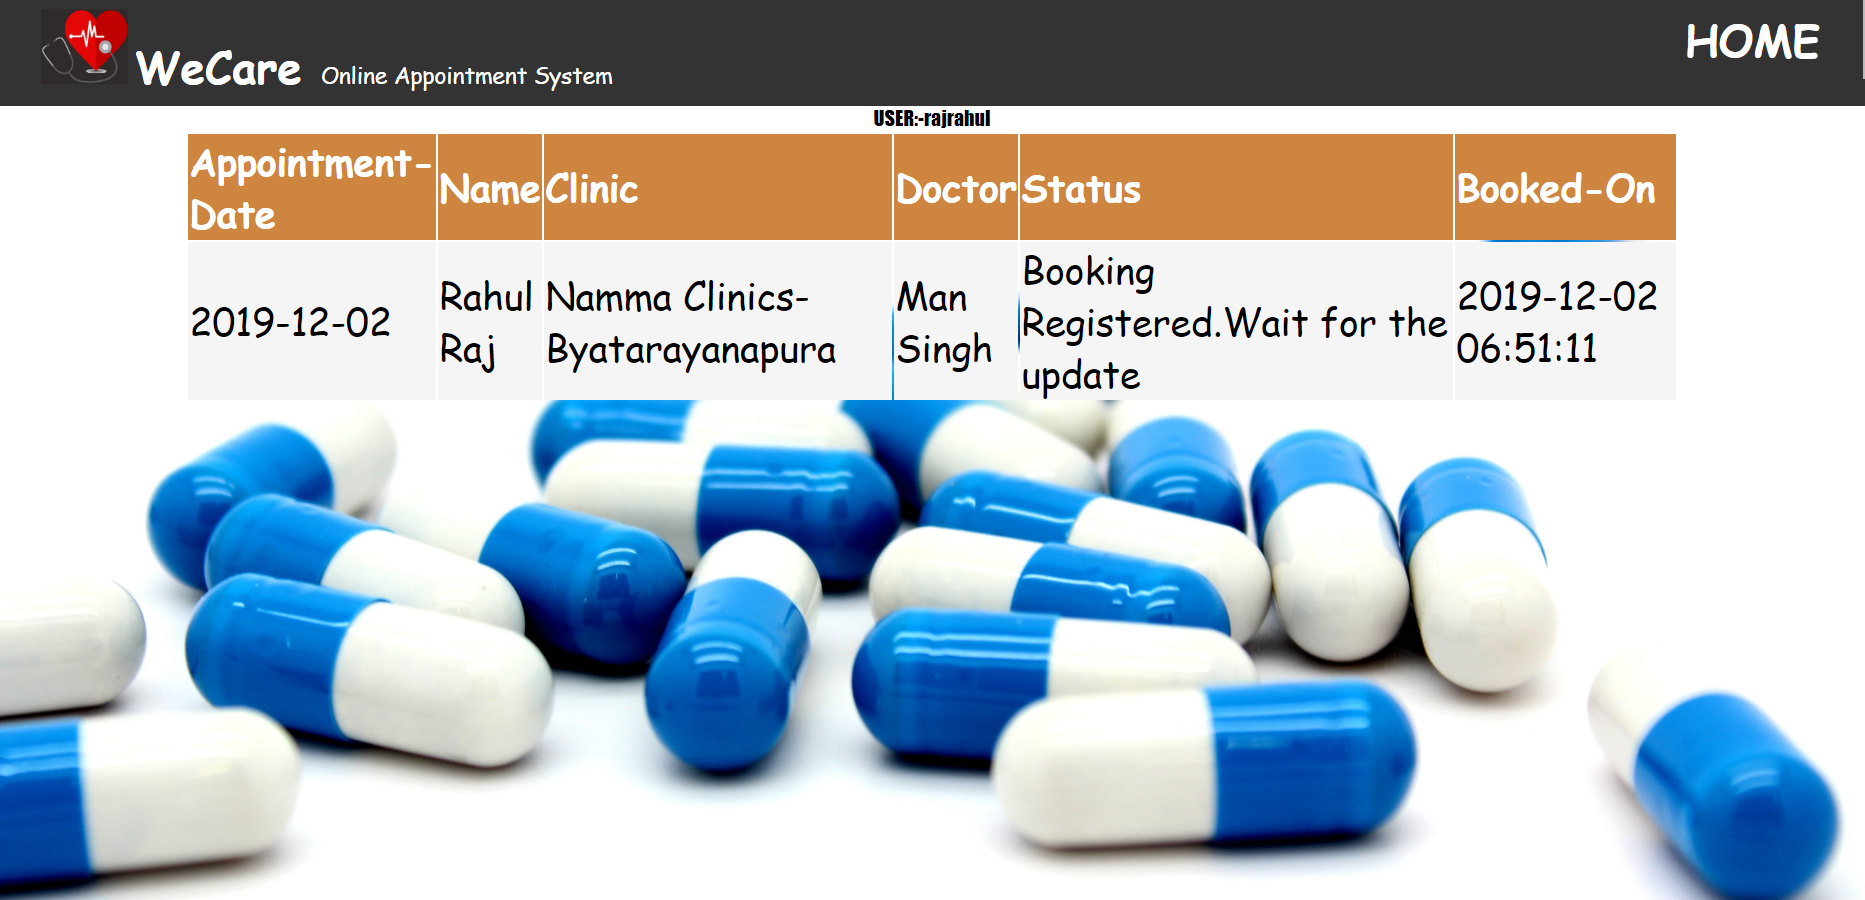 WeCare Online Appointment System
HOME
USER:-rajrahul
Appointment-Date Name Clinic Doctor Status Booked-On
2019-12-02 Rahul Raj Namma Clinics-Byatarayanapura Man Singh Booking Registered.Wait for the update 2019-12-02 06:51:11